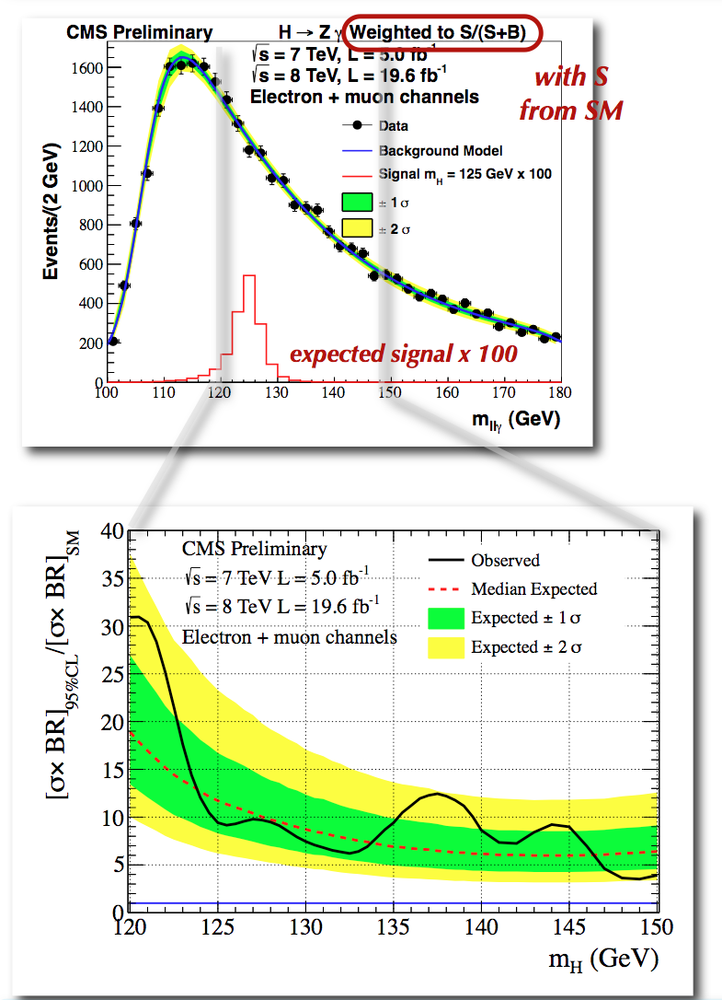 CMS Preliminary H → Z γ Weighted to S/(S+B)
√s = 7 TeV, L = 5.0 fb⁻¹
√s = 8 TeV, L = 19.6 fb⁻¹
Electron + muon channels
with S
from SM
Data
Background Model
Signal m_H = 125 GeV x 100
± 1 σ
± 2 σ
Events/(2 GeV)
1600
1400
1200
1000
800
600
400
200
0
expected signal x 100
100 110 120 130 140 150 160 170 180
m_llγ (GeV)
CMS Preliminary
√s = 7 TeV L = 5.0 fb⁻¹
√s = 8 TeV L = 19.6 fb⁻¹
Electron + muon channels
Observed
Median Expected
Expected ± 1 σ
Expected ± 2 σ
[σ× BR]_95%CL/[σ× BR]_SM
40
35
30
25
20
15
10
5
0
120 125 130 135 140 145 150
m_H (GeV)